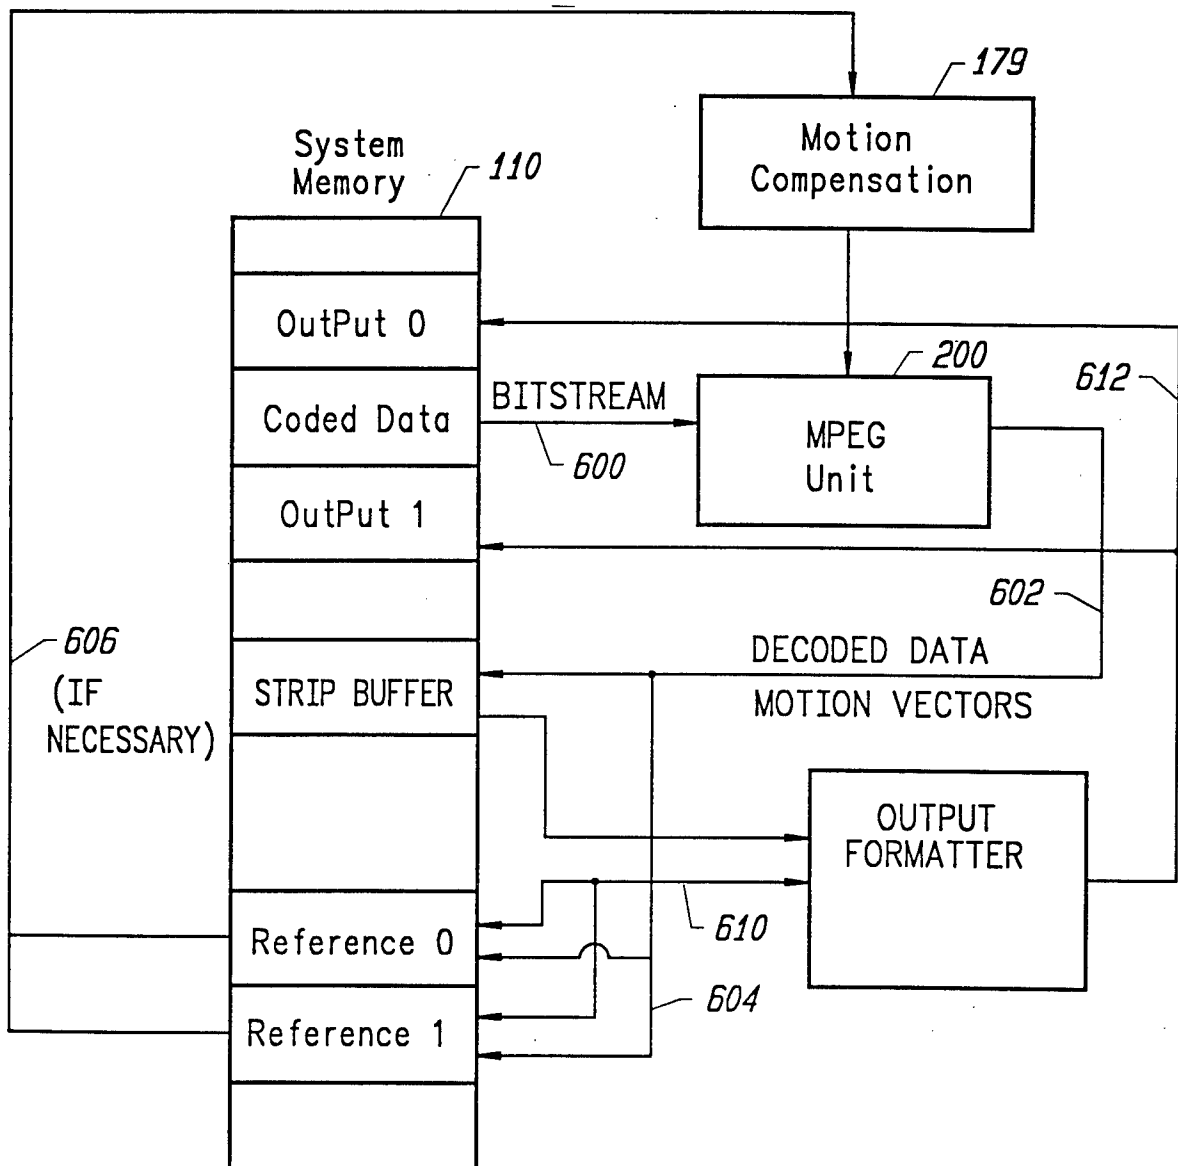 179
Motion
Compensation
System
Memory
110
OutPut 0
200
612
BITSTREAM
Coded Data
MPEG
Unit
600
OutPut 1
602
606
DECODED DATA
(IF
NECESSARY)
STRIP BUFFER
MOTION VECTORS
OUTPUT
FORMATTER
610
Reference 0
604
Reference 1